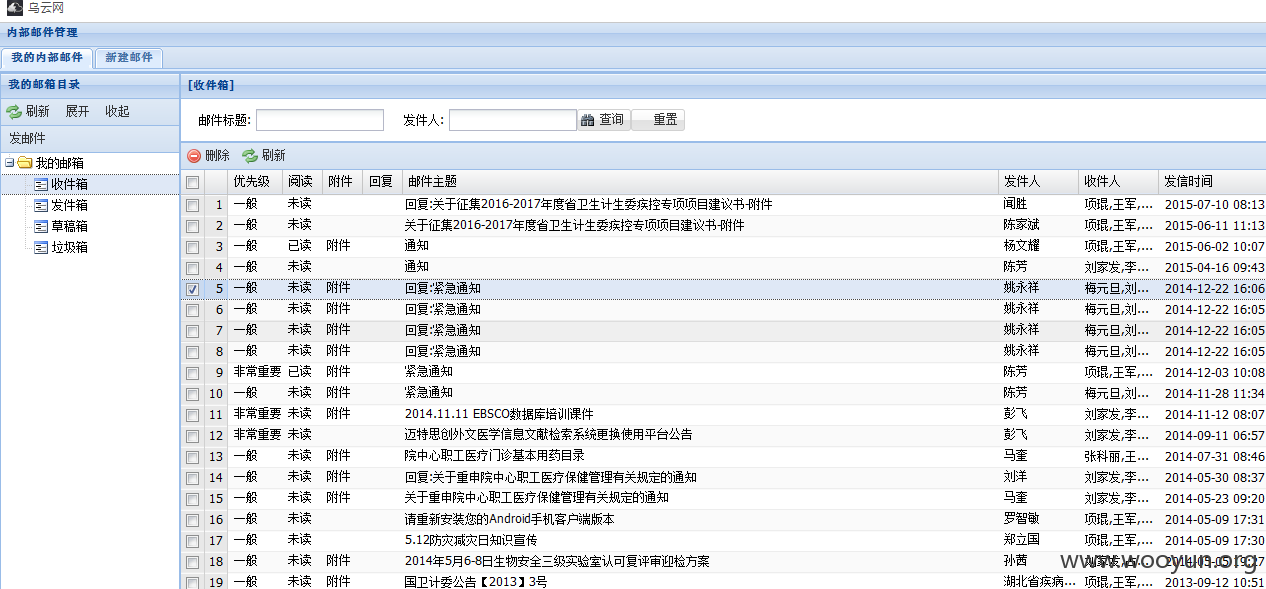 乌云网
内部邮件管理
我的内部邮件 新建邮件
我的邮箱目录 [收件箱]
刷新 展开 收起
邮件标题: 发件人: 查询 重置
发邮件
我的邮箱
收件箱
发件箱
草稿箱
垃圾箱
删除 刷新
优先级 阅读 附件 回复 邮件主题 发件人 收件人 发信时间
1 一般 未读 回复:关于征集2016-2017年度省卫生计生委疾控专项项目建议书-附件 闻胜 项琨,王军,... 2015-07-10 08:13
2 一般 未读 关于征集2016-2017年度省卫生计生委疾控专项项目建议书-附件 陈家斌 项琨,王军,... 2015-06-11 11:13
3 一般 已读 附件 通知 杨文耀 项琨,王军,... 2015-06-02 10:07
4 一般 未读 通知 陈芳 刘家发,李... 2015-04-16 09:43
5 一般 未读 附件 回复:紧急通知 姚永祥 梅元旦,刘... 2014-12-22 16:06
6 一般 未读 附件 回复:紧急通知 姚永祥 梅元旦,刘... 2014-12-22 16:05
7 一般 未读 附件 回复:紧急通知 姚永祥 梅元旦,刘... 2014-12-22 16:05
8 一般 未读 附件 回复:紧急通知 姚永祥 梅元旦,刘... 2014-12-22 16:05
9 非常重要 已读 附件 紧急通知 陈芳 项琨,王军,... 2014-12-03 10:08
10 一般 未读 附件 紧急通知 陈芳 项琨,王军,... 2014-11-28 11:34
11 非常重要 未读 附件 2014.11.11 EBSCO数据库培训课件 彭飞 刘家发,李... 2014-11-12 08:07
12 非常重要 未读 迈特思创外文医学信息文献检索系统更换使用平台公告 彭飞 刘家发,李... 2014-09-11 06:57
13 一般 未读 附件 院中心职工医疗门诊基本用药目录 马奎 张科丽,王... 2014-07-31 08:46
14 一般 未读 附件 回复:关于重申院中心职工医疗保健管理有关规定的通知 刘洋 项琨,王军,... 2014-05-30 08:37
15 一般 未读 附件 关于重申院中心职工医疗保健管理有关规定的通知 马奎 刘家发,李... 2014-05-23 09:20
16 一般 未读 请重新安装您的Android手机客户端版本 罗智敏 项琨,王军,... 2014-05-09 17:31
17 一般 未读 5.12防灾减灾日知识宣传 郑立国 项琨,王军,... 2014-05-09 17:30
18 一般 未读 附件 2014年5月6-8日生物安全三级实验室认可复评审迎检方案 孙茜 刘家发,李... 2014-05-05 19:27
19 一般 未读 附件 国卫计委公告【2013】3号 湖北省疾病... 项琨,王军,... 2013-09-12 10:51
www.wooyun.org